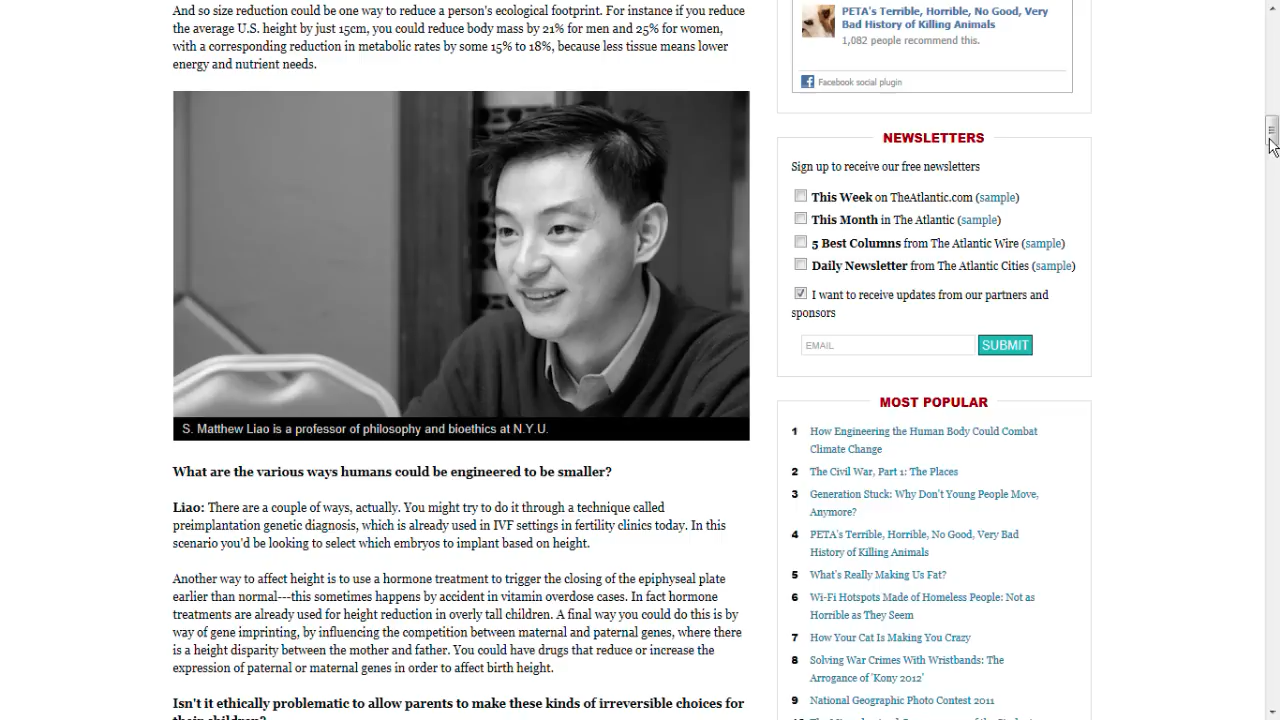 And so size reduction could be one way to reduce a person's ecological footprint. For instance if you reduce
the average U.S. height by just 15cm, you could reduce body mass by 21% for men and 25% for women,
with a corresponding reduction in metabolic rates by some 15% to 18%, because less tissue means lower
energy and nutrient needs.
S. Matthew Liao is a professor of philosophy and bioethics at N.Y.U.
What are the various ways humans could be engineered to be smaller?
Liao: There are a couple of ways, actually. You might try to do it through a technique called
preimplantation genetic diagnosis, which is already used in IVF settings in fertility clinics today. In this
scenario you'd be looking to select which embryos to implant based on height.
Another way to affect height is to use a hormone treatment to trigger the closing of the epiphyseal plate
earlier than normal---this sometimes happens by accident in vitamin overdose cases. In fact hormone
treatments are already used for height reduction in overly tall children. A final way you could do this is by
way of gene imprinting, by influencing the competition between maternal and paternal genes, where there
is a height disparity between the mother and father. You could have drugs that reduce or increase the
expression of paternal or maternal genes in order to affect birth height.
Isn't it ethically problematic to allow parents to make these kinds of irreversible choices for
their children?
PETA's Terrible, Horrible, No Good, Very
Bad History of Killing Animals
1,082 people recommend this.
Facebook social plugin
NEWSLETTERS
Sign up to receive our free newsletters
This Week on TheAtlantic.com (sample)
This Month in The Atlantic (sample)
5 Best Columns from The Atlantic Wire (sample)
Daily Newsletter from The Atlantic Cities (sample)
I want to receive updates from our partners and
sponsors
EMAIL SUBMIT
MOST POPULAR
1 How Engineering the Human Body Could Combat
Climate Change
2 The Civil War, Part 1: The Places
3 Generation Stuck: Why Don't Young People Move,
Anymore?
4 PETA's Terrible, Horrible, No Good, Very Bad
History of Killing Animals
5 What's Really Making Us Fat?
6 Wi-Fi Hotspots Made of Homeless People: Not as
Horrible as They Seem
7 How Your Cat Is Making You Crazy
8 Solving War Crimes With Wristbands: The
Arrogance of 'Kony 2012'
9 National Geographic Photo Contest 2011